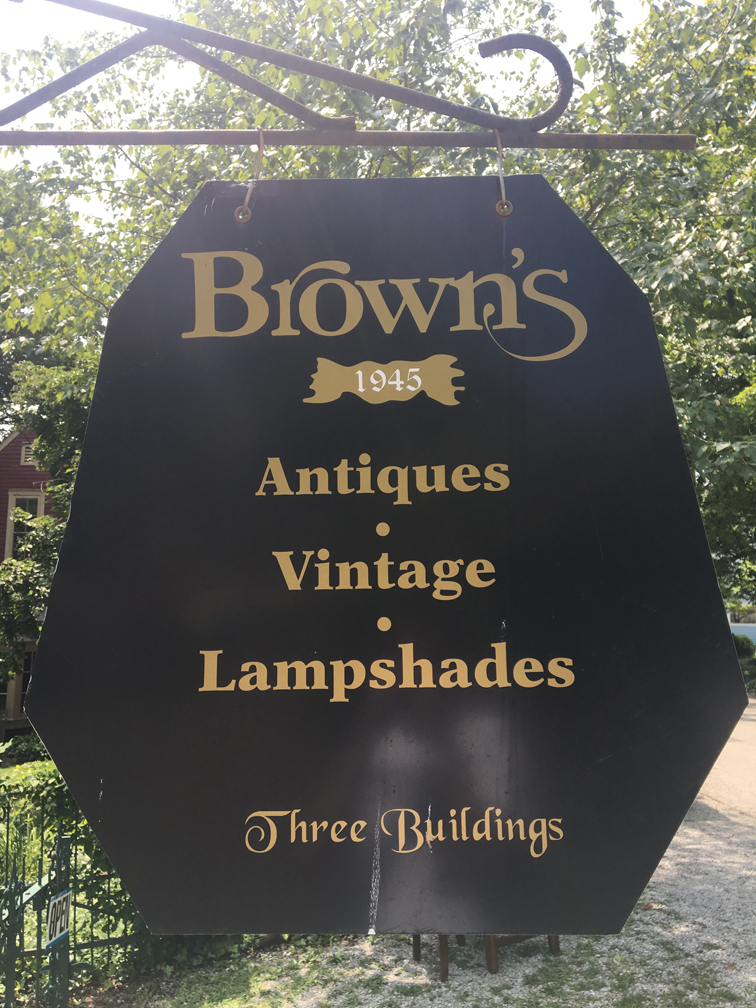 Brown's
1945
Antiques
•
Vintage
•
Lampshades
Three Buildings
OPEN